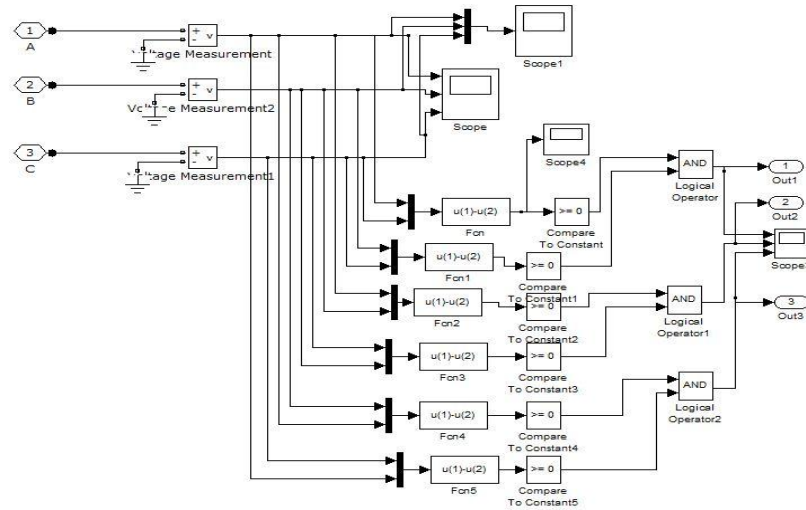 1
A
+
-
v
Voltage Measurement
2
B
+
-
v
Voltage Measurement2
3
C
+
-
v
Voltage Measurement1
Scope1
Scope
Scope4
u(1)-u(2)
Fcn
>= 0
Compare
To Constant
AND
Logical
Operator
1
Out1
2
Out2
u(1)-u(2)
Fcn1
>= 0
Compare
To Constant1
u(1)-u(2)
Fcn2
>= 0
Compare
To Constant2
AND
Logical
Operator1
3
Out3
u(1)-u(2)
Fcn3
>= 0
Compare
To Constant3
u(1)-u(2)
Fcn4
>= 0
Compare
To Constant4
AND
Logical
Operator2
u(1)-u(2)
Fcn5
>= 0
Compare
To Constant5